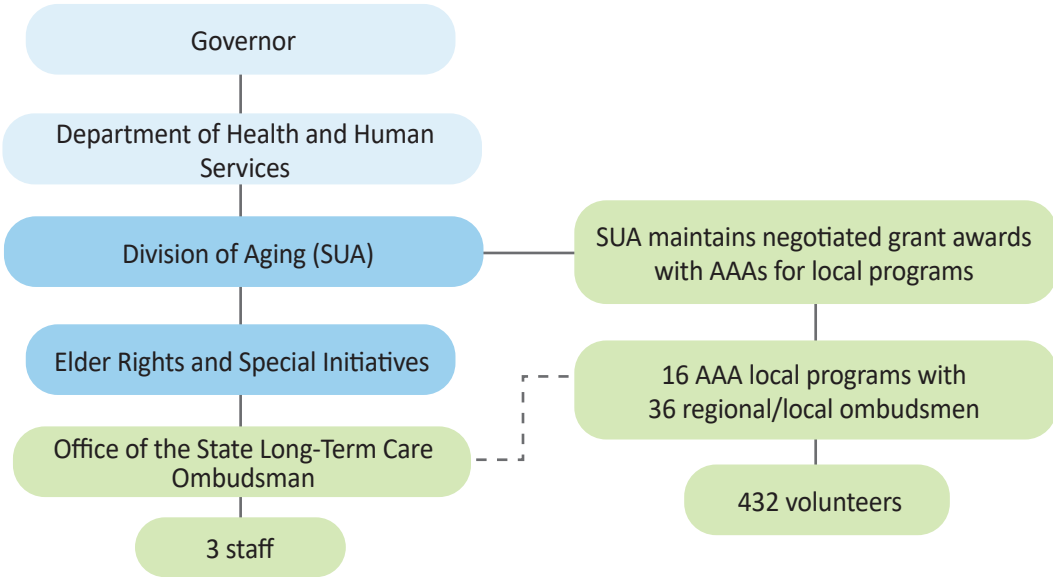 Governor
Department of Health and Human
Services
Division of Aging (SUA)
SUA maintains negotiated grant awards
with AAAs for local programs
Elder Rights and Special Initiatives
16 AAA local programs with
36 regional/local ombudsmen
Office of the State Long-Term Care
Ombudsman
432 volunteers
3 staff